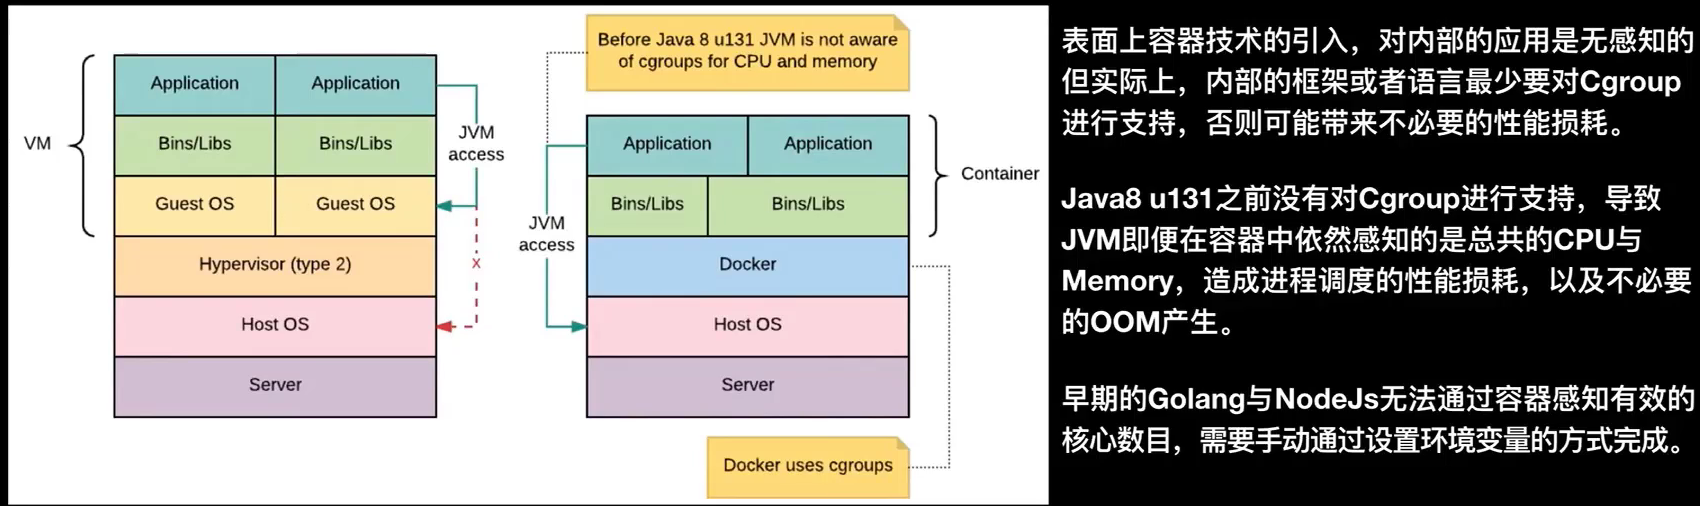 Before Java 8 u131 JVM is not aware
of cgroups for CPU and memory
VM
Application
Application
Bins/Libs
Bins/Libs
Guest OS
Guest OS
Hypervisor (type 2)
Host OS
Server
JVM
access
x
JVM
access
Application
Application
Bins/Libs
Bins/Libs
Docker
Host OS
Server
Container
Docker uses cgroups
表面上容器技术的引入，对内部的应用是无感知的
但实际上，内部的框架或者语言最少要对Cgroup
进行支持，否则可能带来不必要的性能损耗。
Java8 u131之前没有对Cgroup进行支持，导致
JVM即便在容器中依然感知的是总共的CPU与
Memory，造成进程调度的性能损耗，以及不必要
的OOM产生。
早期的Golang与NodeJs无法通过容器感知有效的
核心数目，需要手动通过设置环境变量的方式完成。